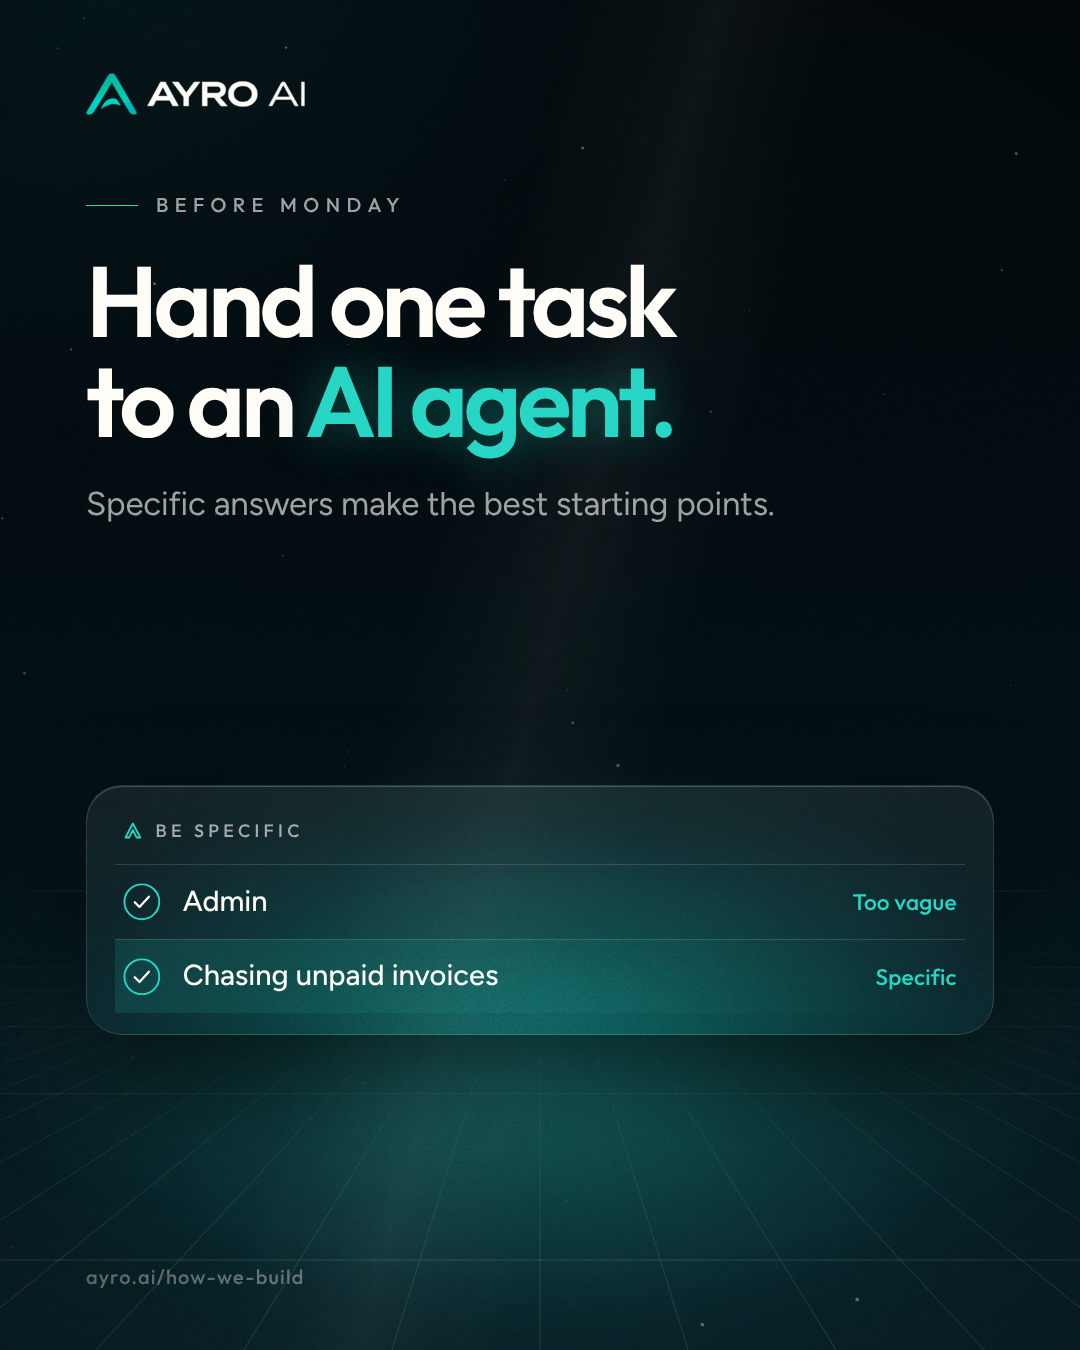 AYRO AI
BEFORE MONDAY
Hand one task
to an AI agent.
Specific answers make the best starting points.
BE SPECIFIC
Admin Too vague
Chasing unpaid invoices Specific
ayro.ai/how-we-build